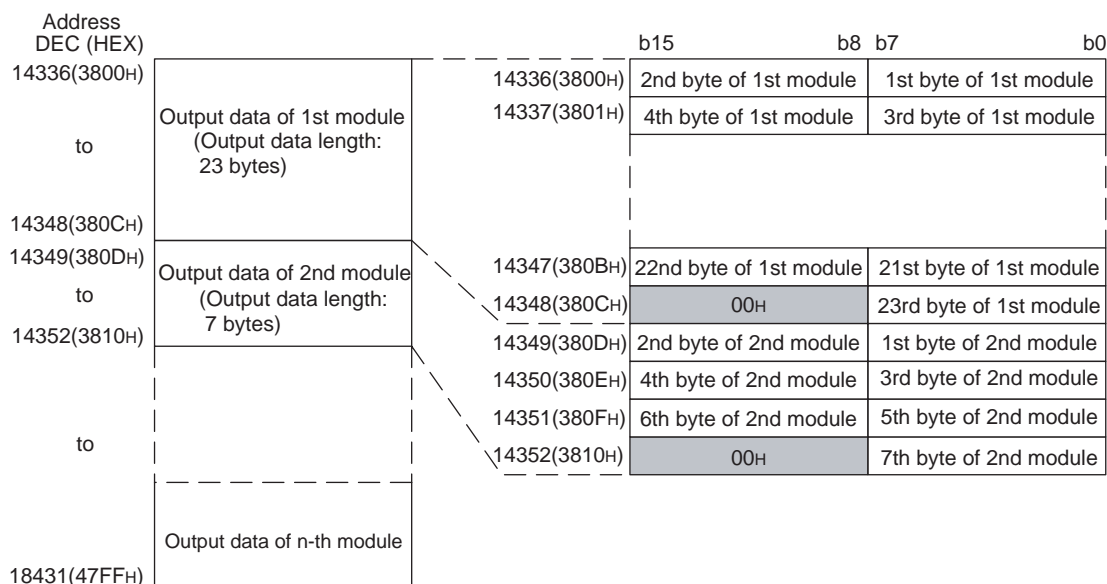 Address
DEC (HEX)
14336(3800H)
to
14348(380CH)
14349(380DH)
to
14352(3810H)
to
18431(47FFH)
Output data of 1st module
(Output data length:
23 bytes)
Output data of 2nd module
(Output data length:
7 bytes)
Output data of n-th module
b15 b8 b7 b0
14336(3800H) 2nd byte of 1st module 1st byte of 1st module
14337(3801H) 4th byte of 1st module 3rd byte of 1st module
14347(380BH) 22nd byte of 1st module 21st byte of 1st module
14348(380CH) 00H 23rd byte of 1st module
14349(380DH) 2nd byte of 2nd module 1st byte of 2nd module
14350(380EH) 4th byte of 2nd module 3rd byte of 2nd module
14351(380FH) 6th byte of 2nd module 5th byte of 2nd module
14352(3810H) 00H 7th byte of 2nd module